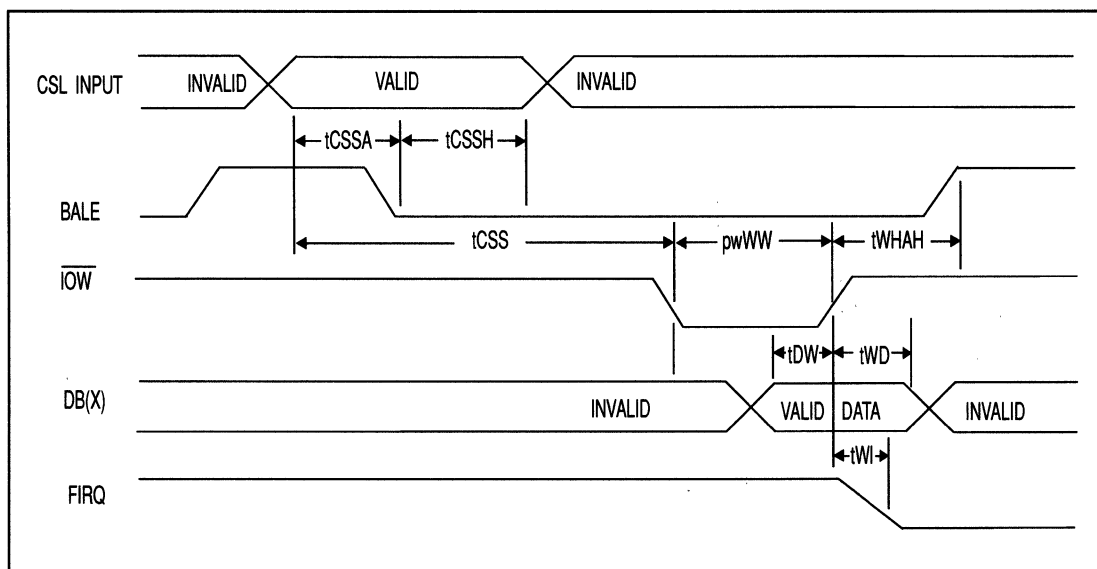 CSL INPUT INVALID VALID INVALID
tCSSA tCSSH
BALE
tCSS pwWW tWHAH
IOW
tDW tWD
DB(X) INVALID VALID DATA INVALID
tWI
FIRQ